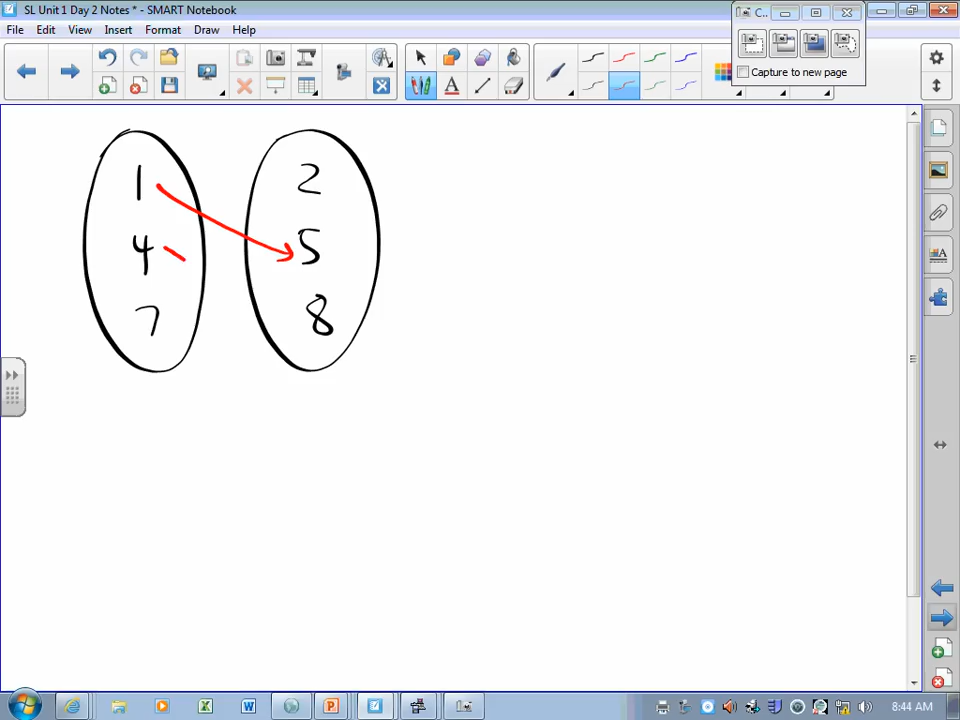 SL Unit 1 Day 2 Notes * - SMART Notebook
C..
File Edit View Insert Format Draw Help
Capture to new page
1 2
4 5
7 8
8:44 AM